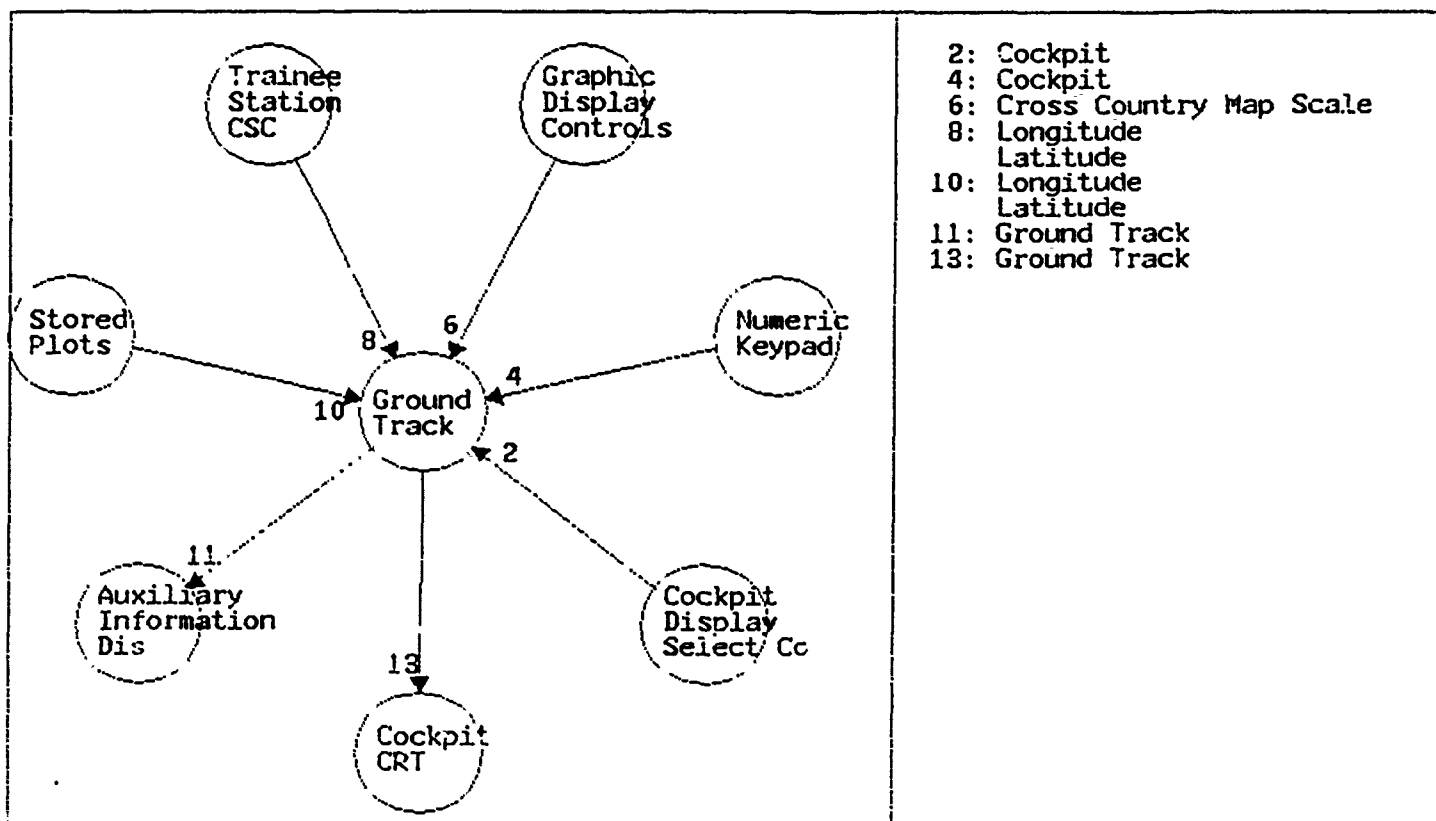 Trainee
Station
CSC
Graphic
Display
Controls
Stored
Plots
Numeric
Keypad
8
6
10
4
2
Ground
Track
11
13
Auxiliary
Information
Dis
Cockpit
CRT
Cockpit
Display
Select Co
2: Cockpit
4: Cockpit
6: Cross Country Map Scale
8: Longitude
Latitude
10: Longitude
Latitude
11: Ground Track
13: Ground Track